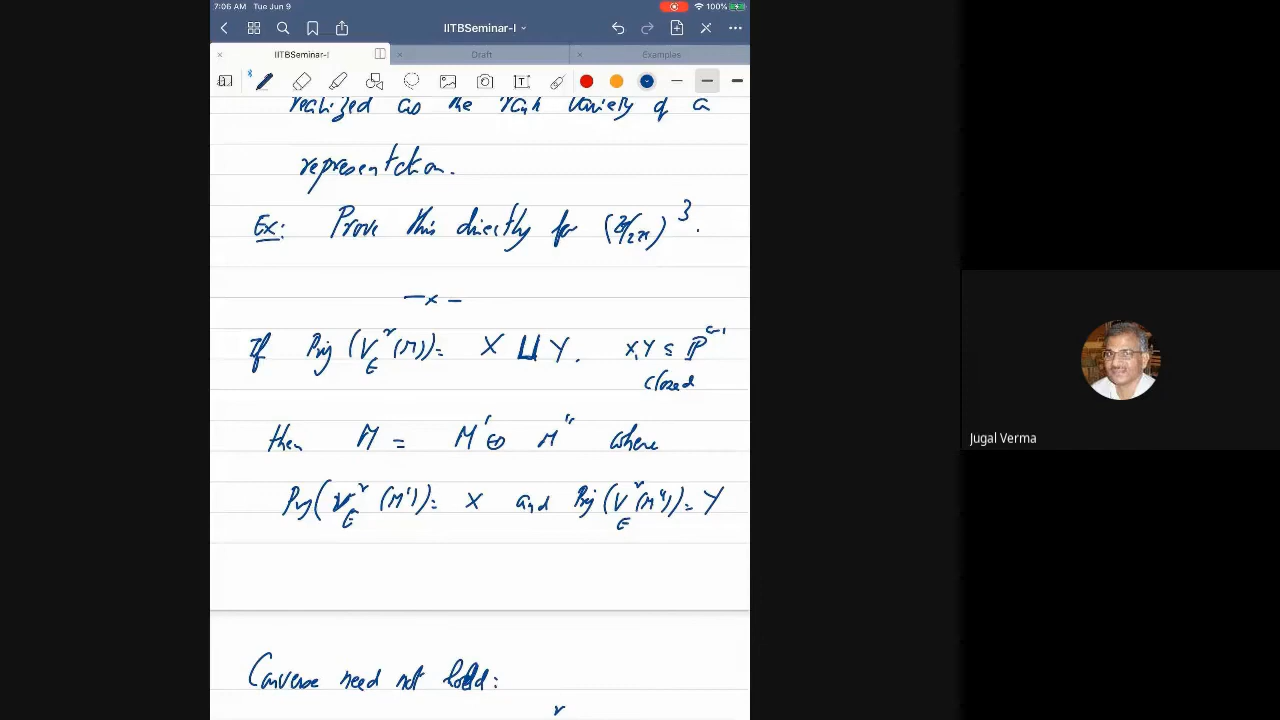 7:06 AM Tue Jun 9
100%
IITBSeminar-I
IITBSeminar-I
Draft
Examples
realized as the rank variety of a
representation.
Ex: Prove this directly for (Z/2Z)^3.
—x—
If Proj (V_E^r(M)) = X ⊔ Y. X, Y ⊆ P^{c-1}
closed
then M = M' ⊕ M'' where
Proj (V_E^r(M')) = X and Proj (V_E^r(M'')) = Y
Converse need not hold:
r
Jugal Verma